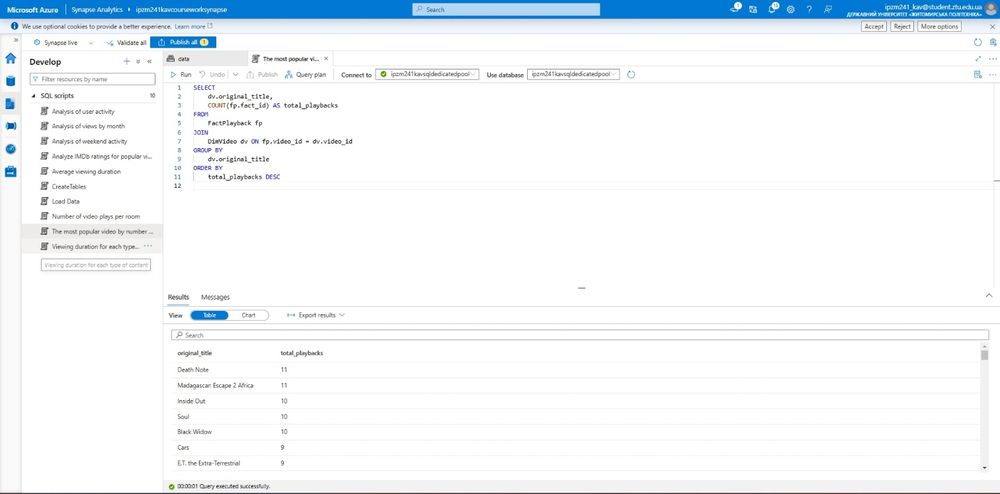 Microsoft Azure
Synapse Analytics
ipzm241kavcourseworksynapse
Search
1
15
ipzm241_kav@student.ztu.edu.ua
ДЕРЖАВНИЙ УНІВЕРСИТЕТ «ЖИТОМИРСЬКА ПОЛІТЕХНІКА»
We use optional cookies to provide a better experience. Learn more
Accept
Reject
More options
Synapse live
Validate all
Publish all 1
Develop
Filter resources by name
SQL scripts 10
Analysis of user activity
Analysis of views by month
Analysis of weekend activity
Analyze IMDb ratings for popular vi...
Average viewing duration
CreateTables
Load Data
Number of video plays per room
The most popular video by number ...
Viewing duration for each type... ...
Viewing duration for each type of content
data
The most popular vi...
Run
Undo
Publish
Query plan
Connect to
ipzm241kavsqldedicatedpool
Use database
ipzm241kavsqldedicatedpool
1 SELECT
2 dv.original_title,
3 COUNT(fp.fact_id) AS total_playbacks
4 FROM
5 FactPlayback fp
6 JOIN
7 DimVideo dv ON fp.video_id = dv.video_id
8 GROUP BY
9 dv.original_title
10 ORDER BY
11 total_playbacks DESC
12
Results
Messages
View
Table
Chart
Export results
Search
original_title total_playbacks
Death Note 11
Madagascar: Escape 2 Africa 11
Inside Out 10
Soul 10
Black Widow 10
Cars 9
E.T. the Extra-Terrestrial 9
00:00:01 Query executed successfully.